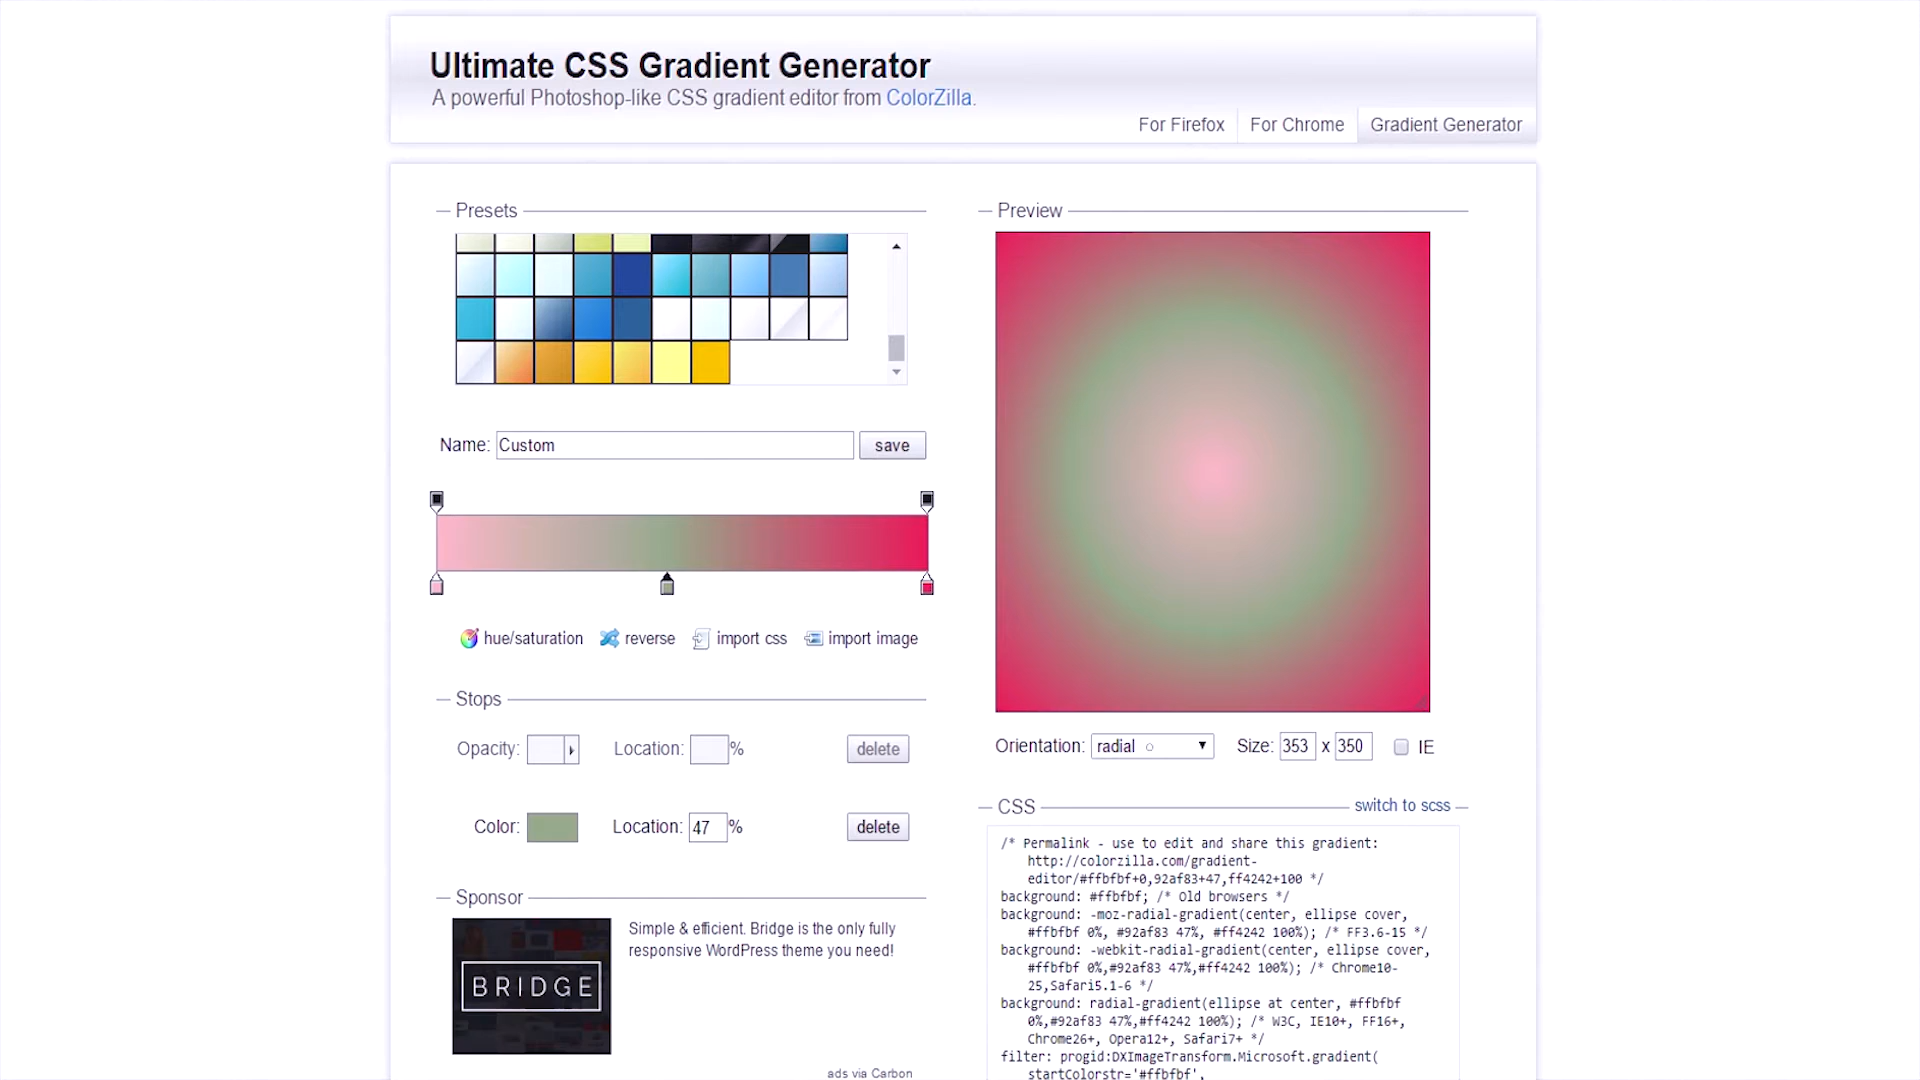 Ultimate CSS Gradient Generator
A powerful Photoshop-like CSS gradient editor from ColorZilla.
For Firefox
For Chrome
Gradient Generator
Presets
Name: Custom
save
hue/saturation
reverse
import css
import image
Stops
Opacity:
Location: %
delete
Color:
Location: 47 %
delete
Sponsor
BRIDGE
Simple & efficient. Bridge is the only fully
responsive WordPress theme you need!
ads via Carbon
Preview
Orientation: radial ○
Size: 353 x 350
IE
CSS
switch to scss
/* Permalink - use to edit and share this gradient:
http://colorzilla.com/gradient-
editor/#ffbfbf+0,92af83+47,ff4242+100 */
background: #ffbfbf; /* Old browsers */
background: -moz-radial-gradient(center, ellipse cover,
#ffbfbf 0%, #92af83 47%, #ff4242 100%); /* FF3.6-15 */
background: -webkit-radial-gradient(center, ellipse cover,
#ffbfbf 0%,#92af83 47%,#ff4242 100%); /* Chrome10-
25,Safari5.1-6 */
background: radial-gradient(ellipse at center, #ffbfbf
0%,#92af83 47%,#ff4242 100%); /* W3C, IE10+, FF16+,
Chrome26+, Opera12+, Safari7+ */
filter: progid:DXImageTransform.Microsoft.gradient(
startColorstr='#ffbfbf',